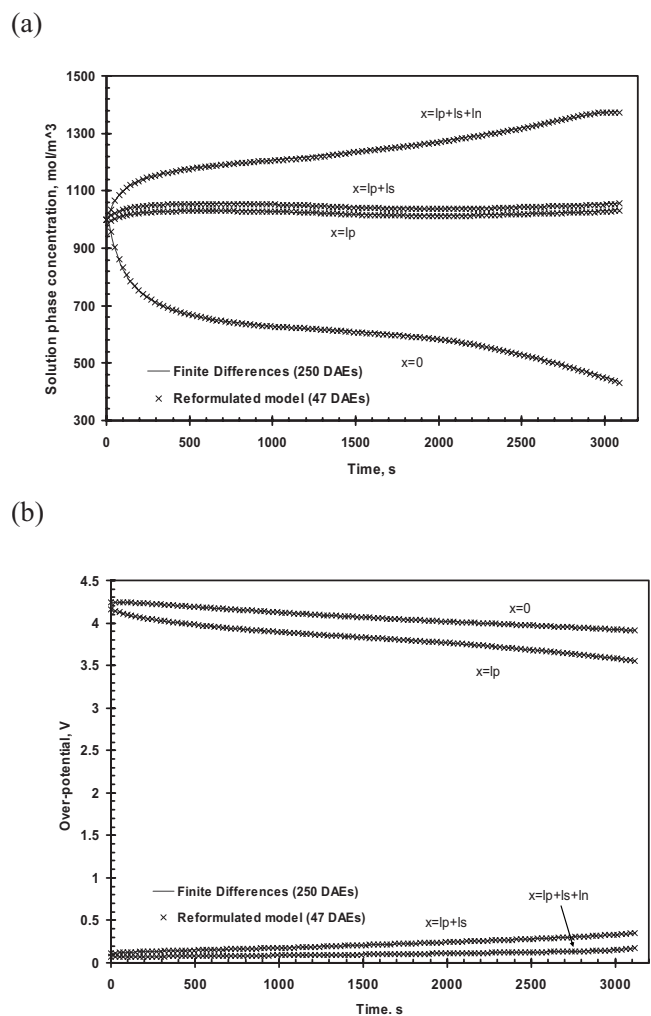 (a)
1500
1300
1100
900
700
500
300
Solution phase concentration, mol/m^3
x=lp+ls+ln
x=lp+ls
x=lp
x=0
Finite Differences (250 DAEs)
Reformulated model (47 DAEs)
0 500 1000 1500 2000 2500 3000
Time, s
(b)
4.5
4
3.5
3
2.5
2
1.5
1
0.5
0
Over-potential, V
x=0
x=lp
Finite Differences (250 DAEs)
Reformulated model (47 DAEs)
x=lp+ls
x=lp+ls+ln
0 500 1000 1500 2000 2500 3000
Time. s